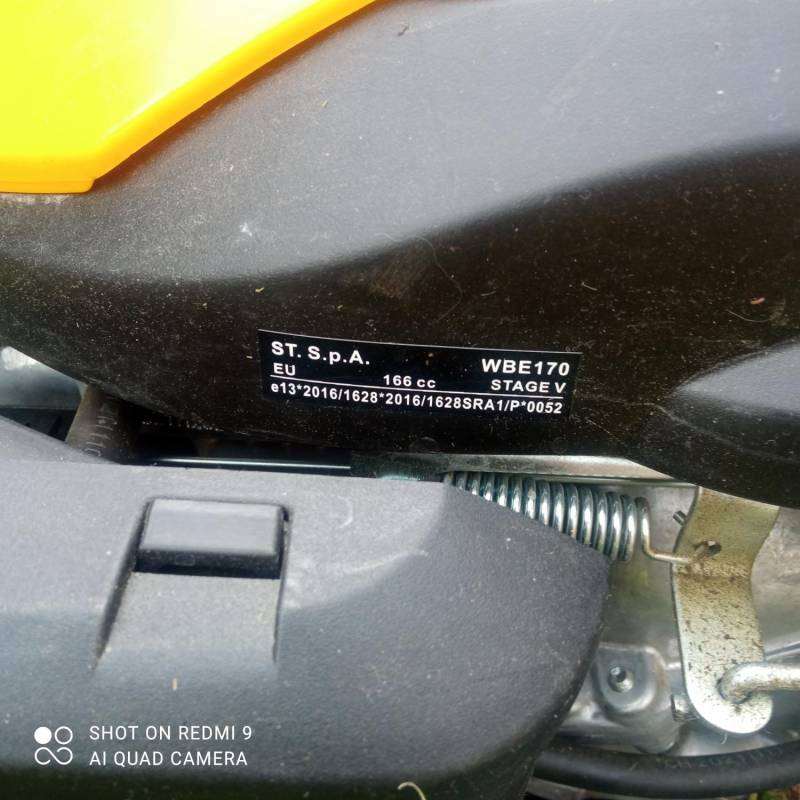 ST. S.p.A. WBE170
EU 166 cc STAGE V
e13*2016/1628*2016/1628SRA1/P*0052
SHOT ON REDMI 9
AI QUAD CAMERA